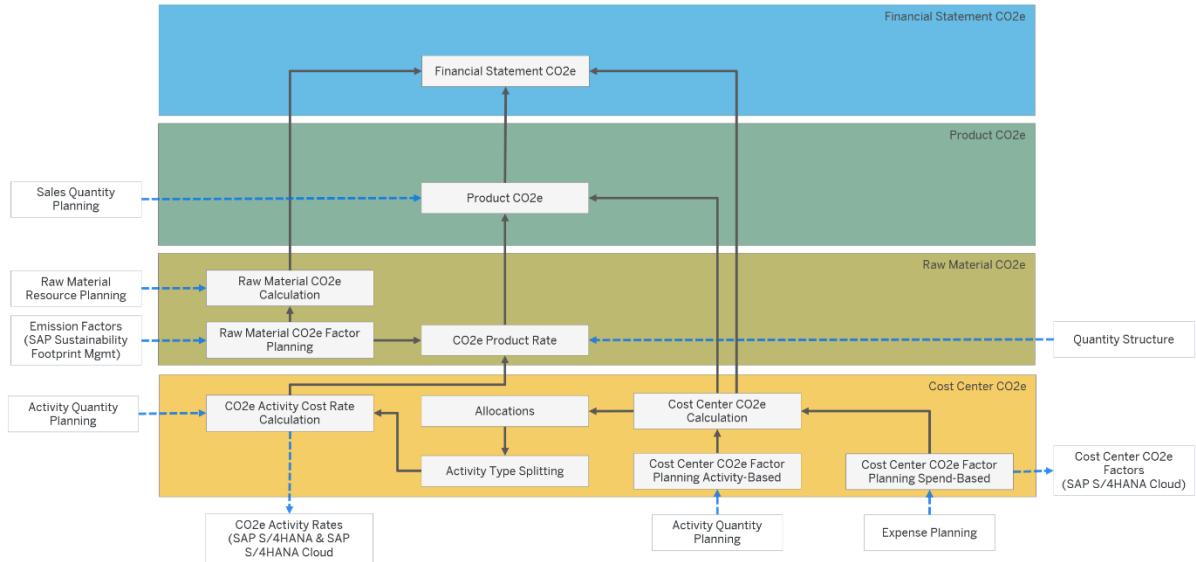 Financial Statement CO2e
Financial Statement CO2e
Product CO2e
Sales Quantity
Planning
Product CO2e
Raw Material CO2e
Raw Material
Resource Planning
Raw Material CO2e
Calculation
Emission Factors
(SAP Sustainability
Footprint Mgmt)
Raw Material CO2e Factor
Planning
CO2e Product Rate
Quantity Structure
Cost Center CO2e
Activity Quantity
Planning
CO2e Activity Cost Rate
Calculation
Allocations
Cost Center CO2e
Calculation
Activity Type Splitting
Cost Center CO2e Factor
Planning Activity-Based
Cost Center CO2e Factor
Planning Spend-Based
Cost Center CO2e
Factors
(SAP S/4HANA Cloud)
CO2e Activity Rates
(SAP S/4HANA & SAP
S/4HANA Cloud
Activity Quantity
Planning
Expense Planning